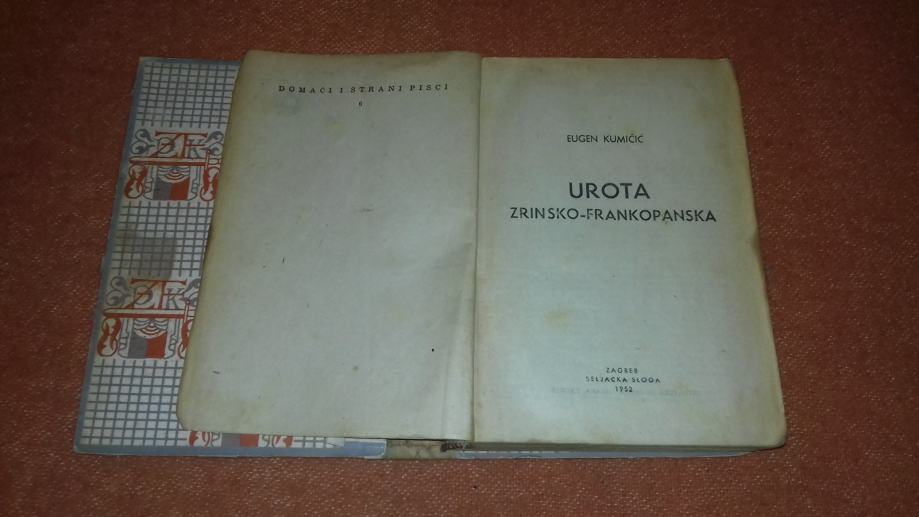 DOMAĆI I STRANI PISCI
6
EUGEN KUMIČIĆ
UROTA
ZRINSKO-FRANKOPANSKA
ZAGREB
SELJAČKA SLOGA
1952